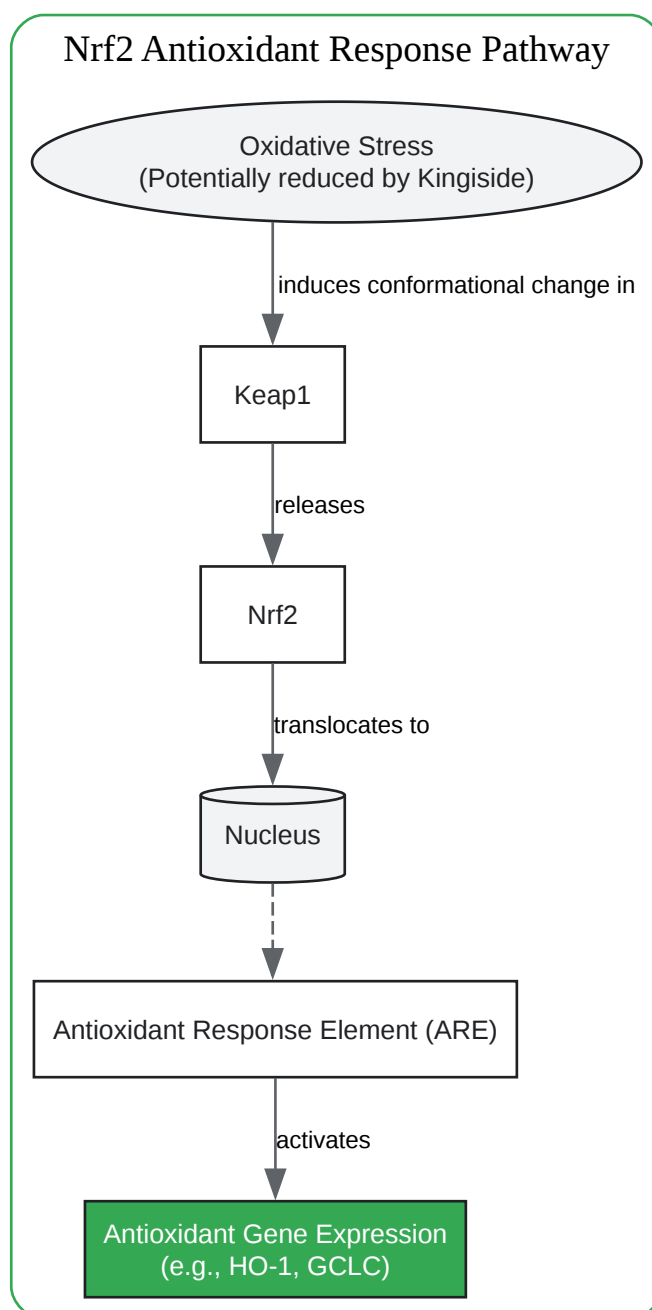 Nrf2 Antioxidant Response Pathway
Oxidative Stress
(Potentially reduced by Kingiside)
induces conformational change in
Keap1
releases
Nrf2
translocates to
Nucleus
Antioxidant Response Element (ARE)
activates
Antioxidant Gene Expression
(e.g., HO-1, GCLC)